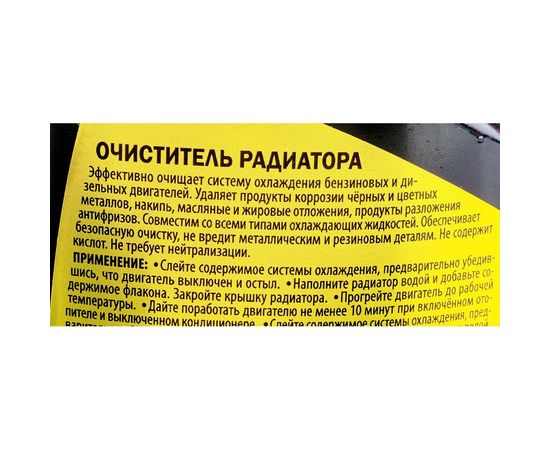 ОЧИСТИТЕЛЬ РАДИАТОРА
Эффективно очищает систему охлаждения бензиновых и ди-
зельных двигателей. Удаляет продукты коррозии чёрных и цветных
металлов, накипь, масляные и жировые отложения, продукты разложения
антифризов. Совместим со всеми типами охлаждающих жидкостей. Обеспечивает
безопасную очистку, не вредит металлическим и резиновым деталям. Не содержит
кислот. Не требует нейтрализации.
ПРИМЕНЕНИЕ: •Слейте содержимое системы охлаждения, предварительно убедив-
шись, что двигатель выключен и остыл. •Наполните радиатор водой и добавьте со-
держимое флакона. Закройте крышку радиатора. •Прогрейте двигатель до рабочей
температуры. •Дайте поработать двигателю не менее 10 минут при включённом ото-
пителе и выключенном кондиционере. •Слейте содержимое системы охлаждения, пред-
водой